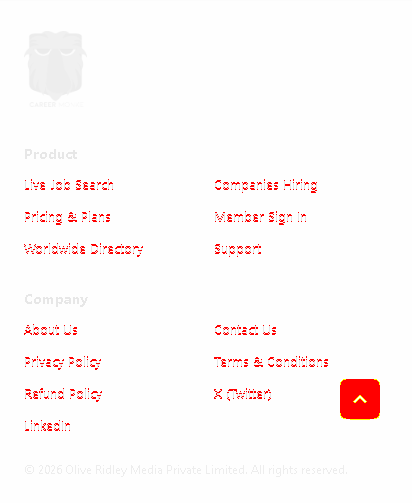 Product
Live Job Search
Companies Hiring
Pricing & Plans
Member Sign In
Worldwide Directory
Support
Company
About Us
Contact Us
Privacy Policy
Terms & Conditions
Refund Policy
X (Twitter)
LinkedIn
© 2026 Olive Ridley Media Private Limited. All rights reserved.